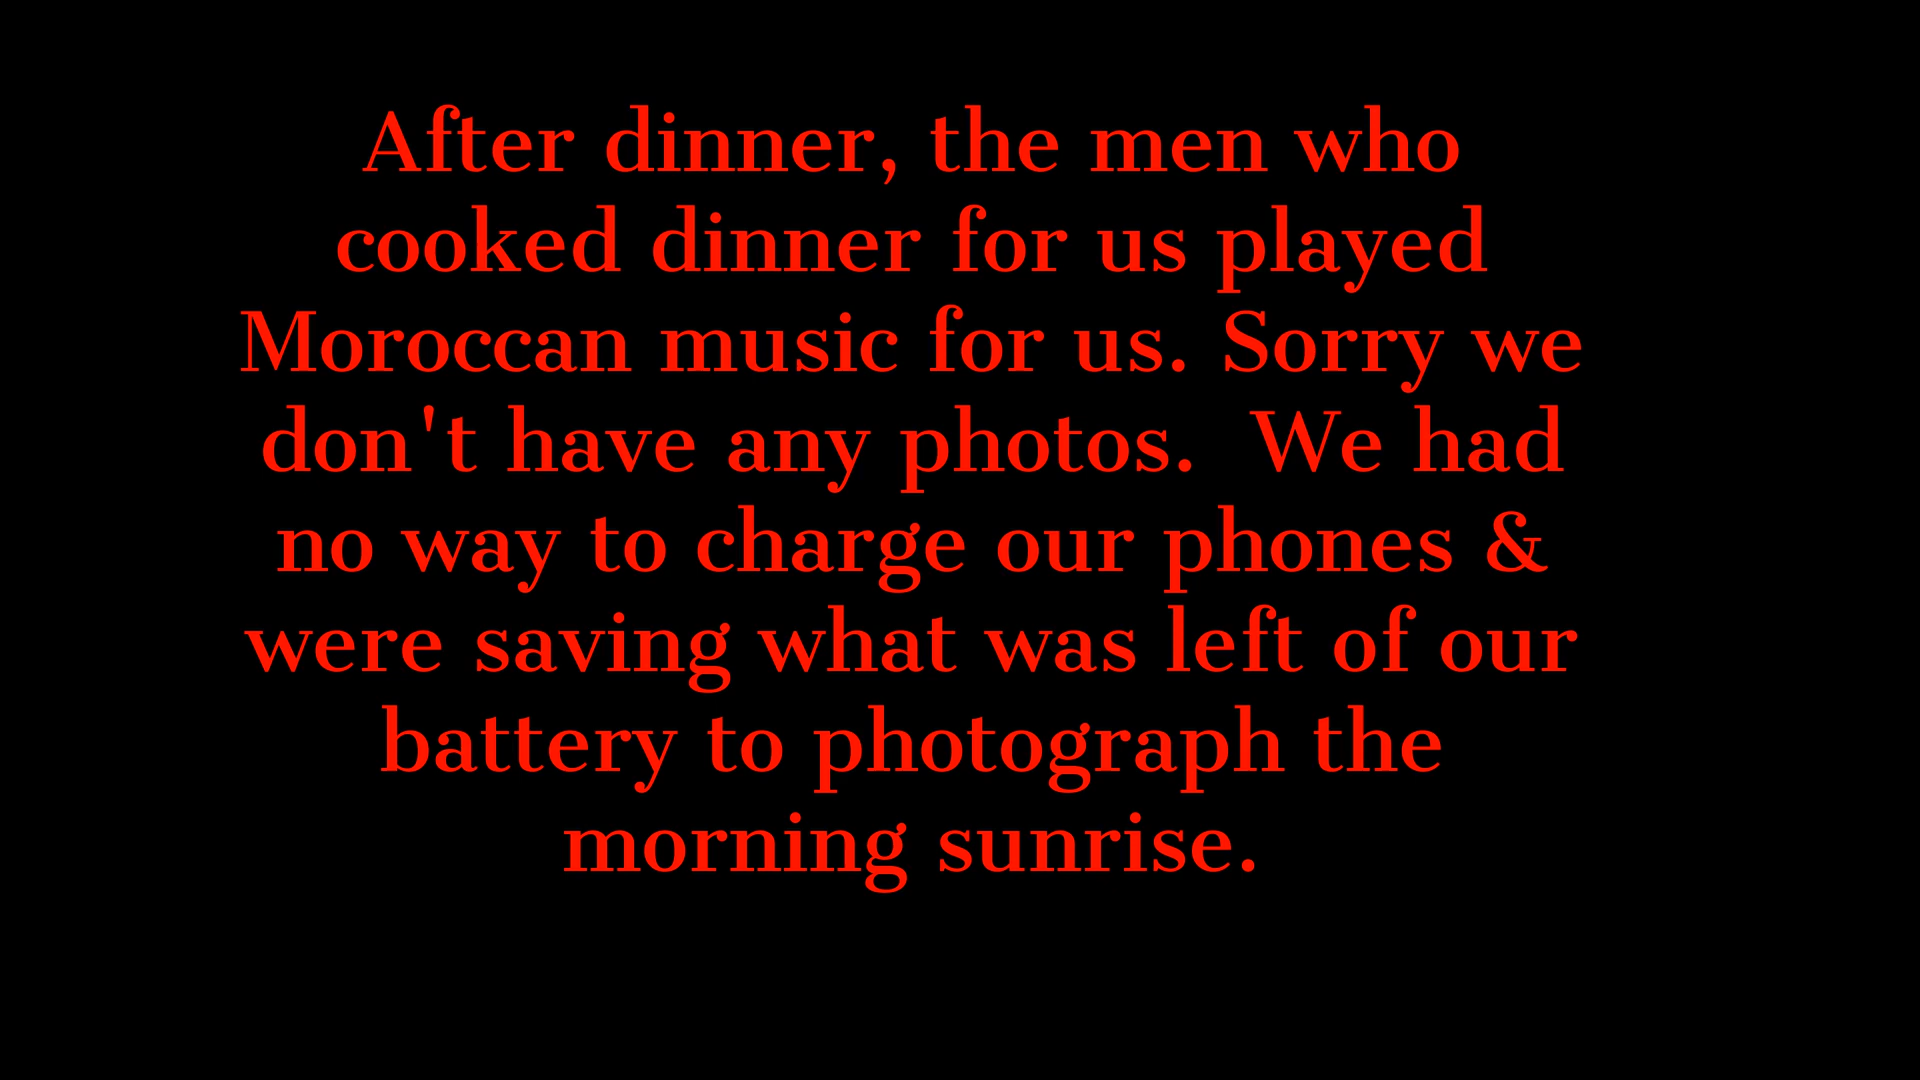 After dinner, the men who
cooked dinner for us played
Moroccan music for us. Sorry we
don't have any photos.  We had
no way to charge our phones &
were saving what was left of our
battery to photograph the
morning sunrise.